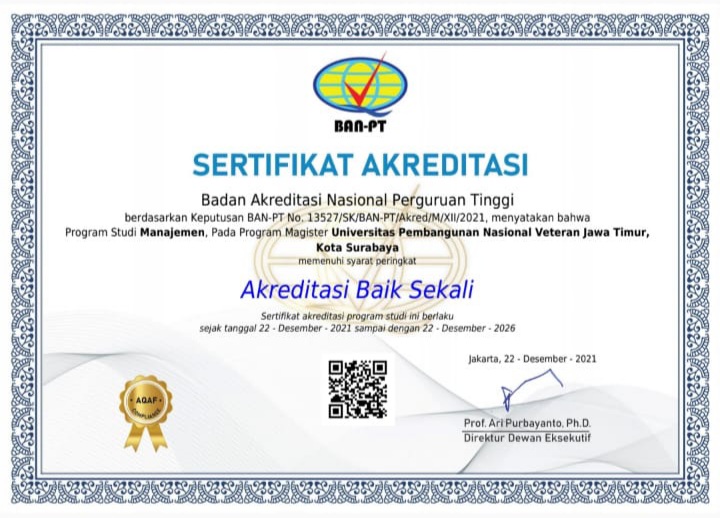 BAN-PT
SERTIFIKAT AKREDITASI
Badan Akreditasi Nasional Perguruan Tinggi
berdasarkan Keputusan BAN-PT No. 13527/SK/BAN-PT/Akred/M/XII/2021, menyatakan bahwa
Program Studi Manajemen, Pada Program Magister Universitas Pembangunan Nasional Veteran Jawa Timur,
Kota Surabaya
memenuhi syarat peringkat
Akreditasi Baik Sekali
Sertifikat akreditasi program studi ini berlaku
sejak tanggal 22 - Desember - 2021 sampai dengan 22 - Desember - 2026
Jakarta, 22 - Desember - 2021
AQAF
COMPLIANCE
Prof. Ari Purbayanto, Ph.D.
Direktur Dewan Eksekutif